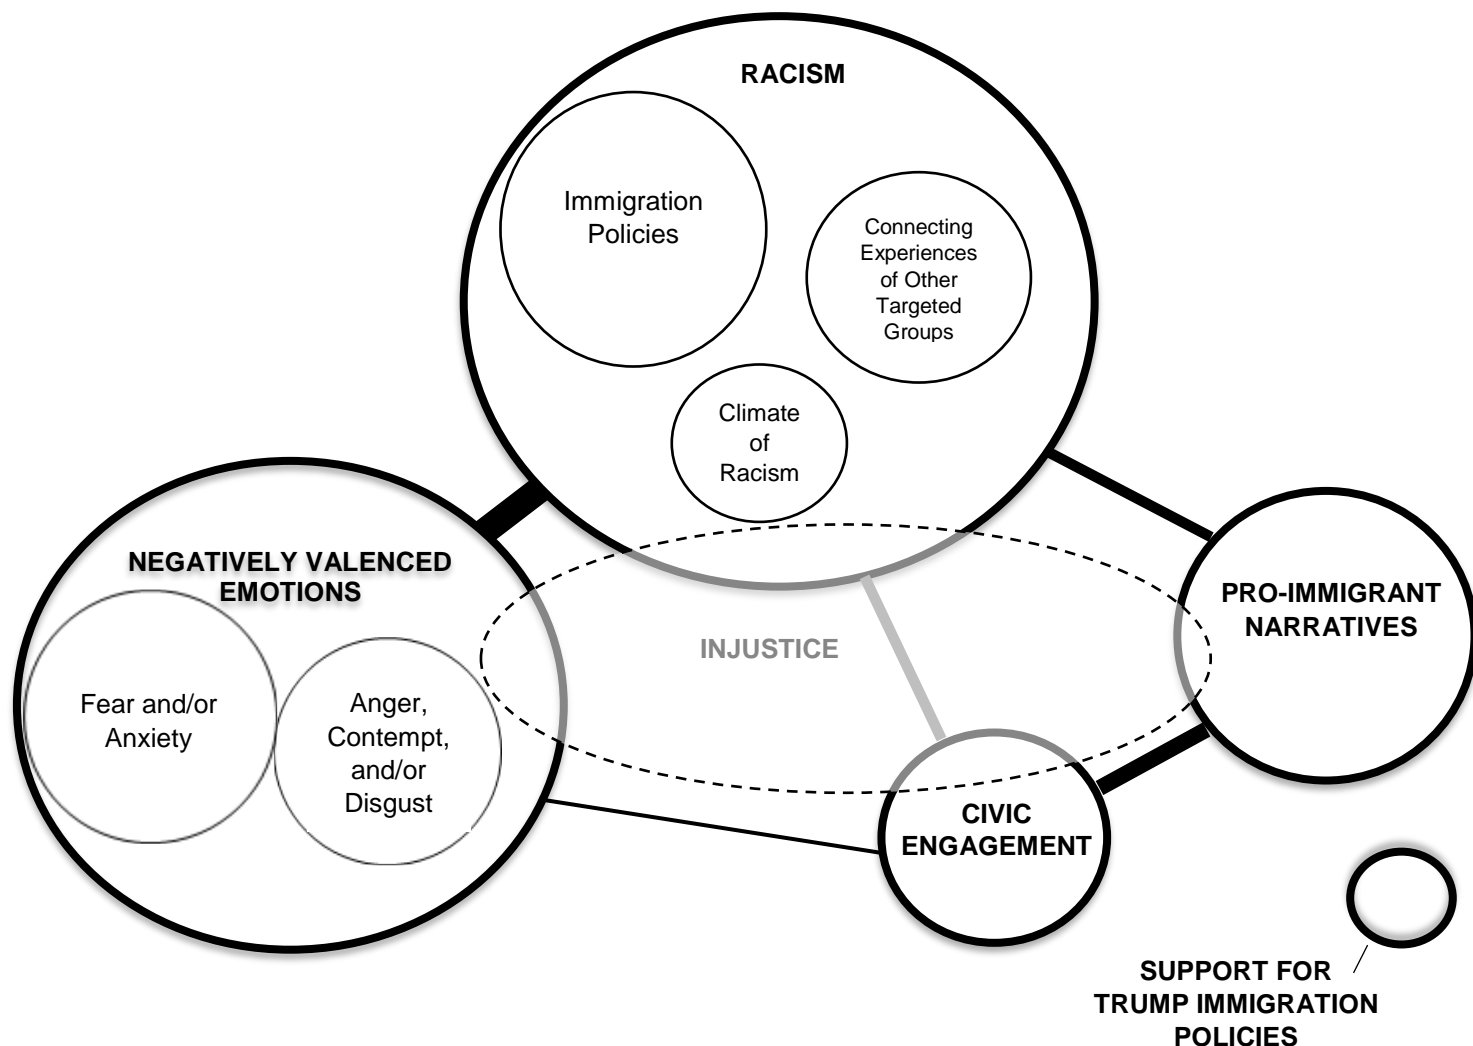 RACISM
Immigration
Policies
Connecting
Experiences
of Other
Targeted
Groups
Climate
of
Racism
NEGATIVELY VALENCED
EMOTIONS
Fear and/or
Anxiety
Anger,
Contempt,
and/or
Disgust
INJUSTICE
PRO-IMMIGRANT
NARRATIVES
CIVIC
ENGAGEMENT
SUPPORT FOR
TRUMP IMMIGRATION
POLICIES